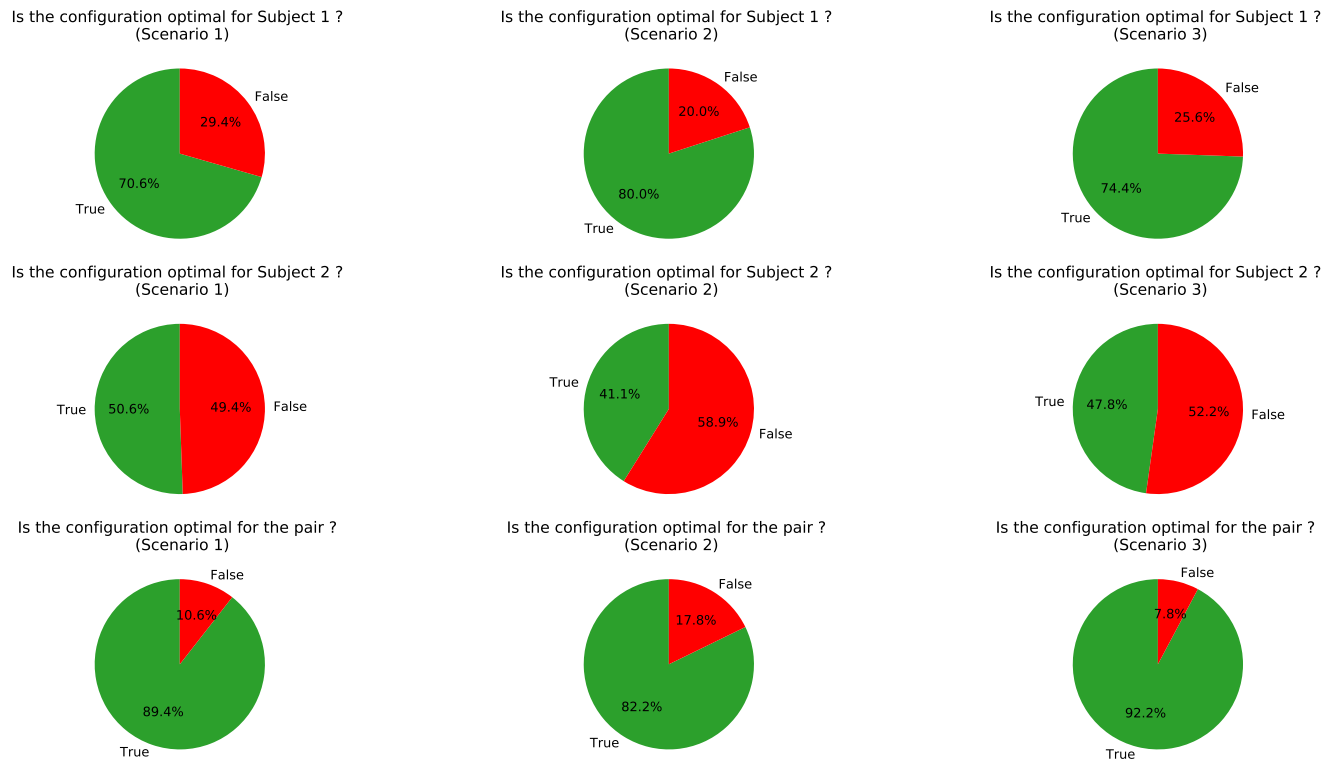 Is the configuration optimal for Subject 1 ?
(Scenario 1)
False
29.4%
70.6%
True
Is the configuration optimal for Subject 1 ?
(Scenario 2)
False
20.0%
80.0%
True
Is the configuration optimal for Subject 1 ?
(Scenario 3)
False
25.6%
74.4%
True
Is the configuration optimal for Subject 2 ?
(Scenario 1)
True
50.6%
49.4%
False
Is the configuration optimal for Subject 2 ?
(Scenario 2)
True
41.1%
58.9%
False
Is the configuration optimal for Subject 2 ?
(Scenario 3)
True
47.8%
52.2%
False
Is the configuration optimal for the pair ?
(Scenario 1)
False
10.6%
89.4%
True
Is the configuration optimal for the pair ?
(Scenario 2)
False
17.8%
82.2%
True
Is the configuration optimal for the pair ?
(Scenario 3)
False
7.8%
92.2%
True